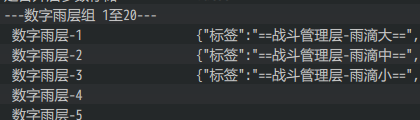 ---数字雨层组 1至20---
数字雨层-1 {"标签":"==战斗管理层-雨滴大==",
数字雨层-2 {"标签":"==战斗管理层-雨滴中==",
数字雨层-3 {"标签":"==战斗管理层-雨滴小==",
数字雨层-4
数字雨层-5